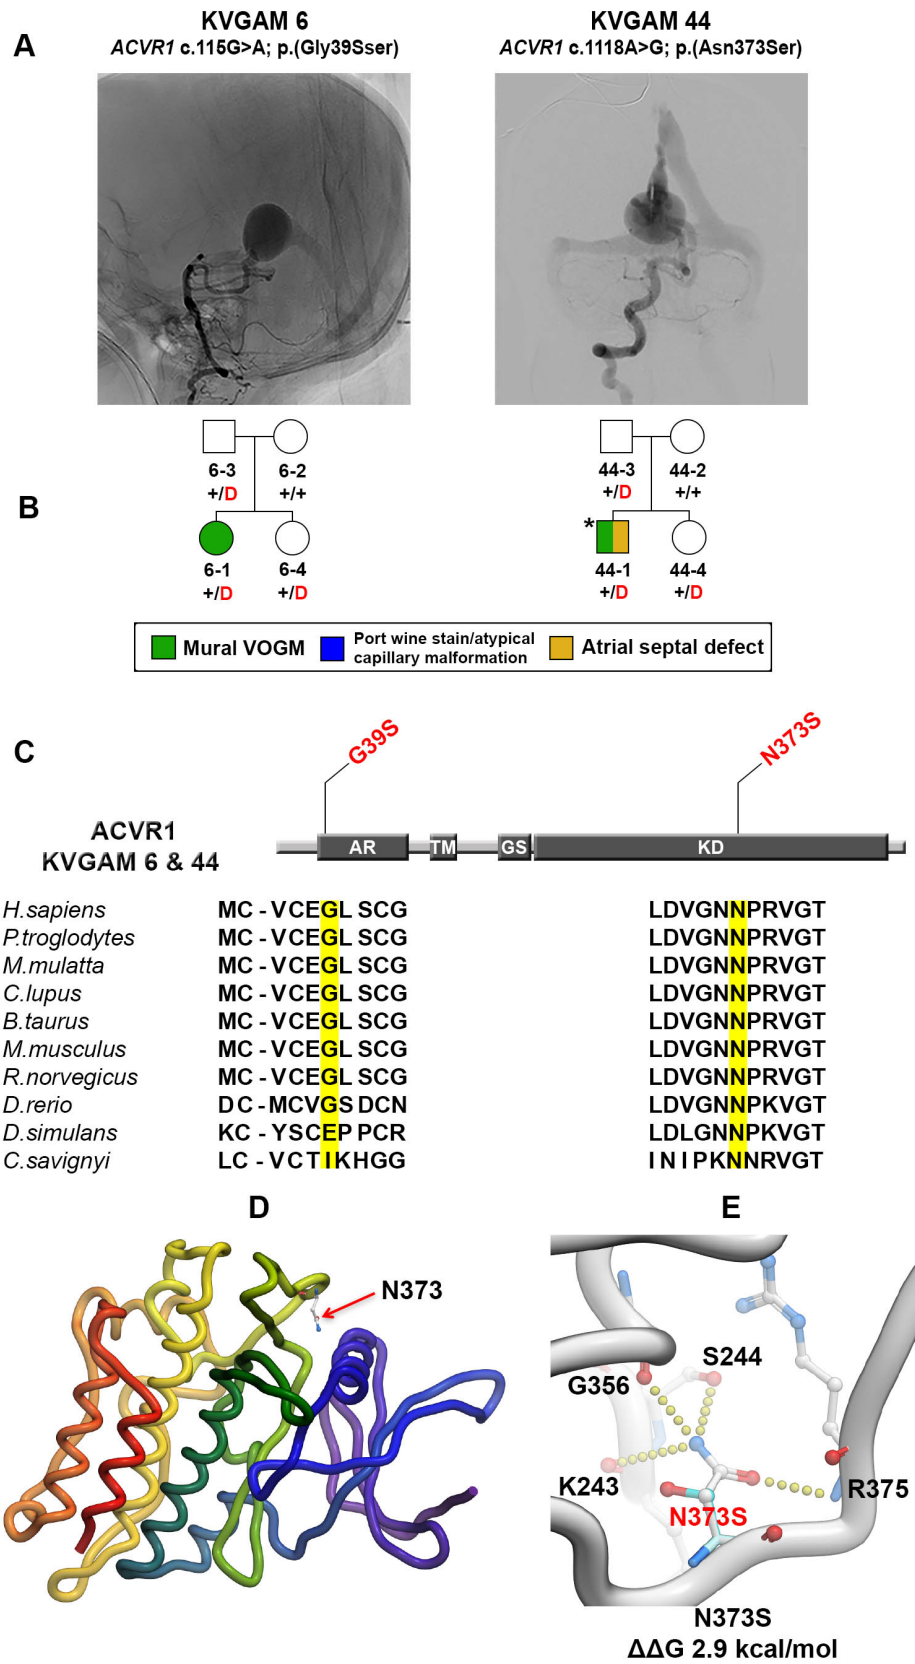 A
KVGAM 6
ACVR1 c.115G>A; p.(Gly39Sser)
KVGAM 44
ACVR1 c.1118A>G; p.(Asn373Ser)
B
6-3
+/D
6-2
+/+
6-1
+/D
6-4
+/D
44-3
+/D
44-2
+/+
*
44-1
+/D
44-4
+/D
Mural VOGM
Port wine stain/atypical
capillary malformation
Atrial septal defect
C
G39S
N373S
ACVR1
KVGAM 6 & 44
AR TM GS KD
H.sapiens MC-VCEGLSCG LDVGNNPRVGT
P.troglodytes MC-VCEGLSCG LDVGNNPRVGT
M.mulatta MC-VCEGLSCG LDVGNNPRVGT
C.lupus MC-VCEGLSCG LDVGNNPRVGT
B.taurus MC-VCEGLSCG LDVGNNPRVGT
M.musculus MC-VCEGLSCG LDVGNNPRVGT
R.norvegicus MC-VCEGLSCG LDVGNNPRVGT
D.rerio DC-MCVGSDCN LDVGNNPKVGT
D.simulans KC-YSCEPPCR LDLGNNPKVGT
C.savignyi LC-VCTIKHGG INIPKNNRVGT
D
N373
E
S244
G356
K243
R375
N373S
N373S
ΔΔG 2.9 kcal/mol